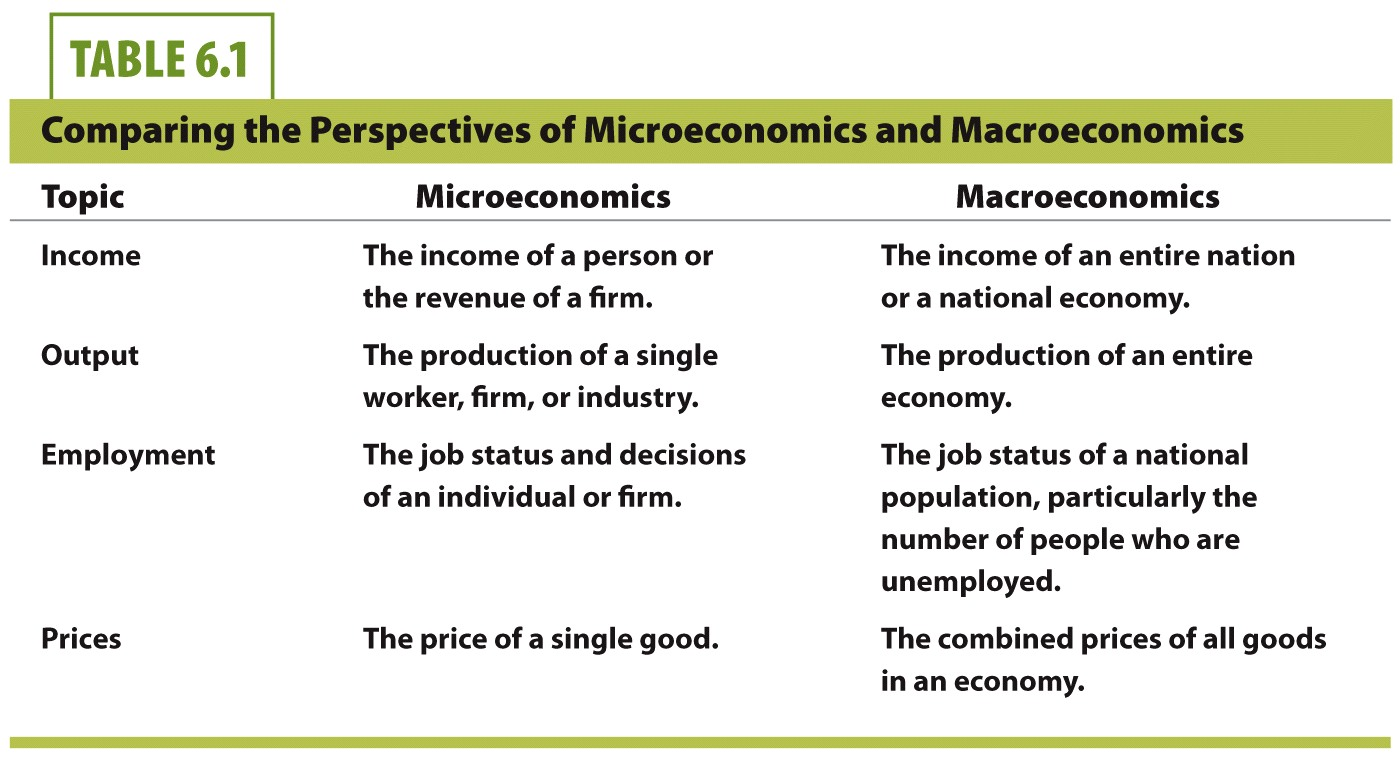 TABLE 6.1
Comparing the Perspectives of Microeconomics and Macroeconomics
Topic Microeconomics Macroeconomics
Income The income of a person or The income of an entire nation
the revenue of a firm. or a national economy.
Output The production of a single The production of an entire
worker, firm, or industry. economy.
Employment The job status and decisions The job status of a national
of an individual or firm. population, particularly the
number of people who are
unemployed.
Prices The price of a single good. The combined prices of all goods
in an economy.